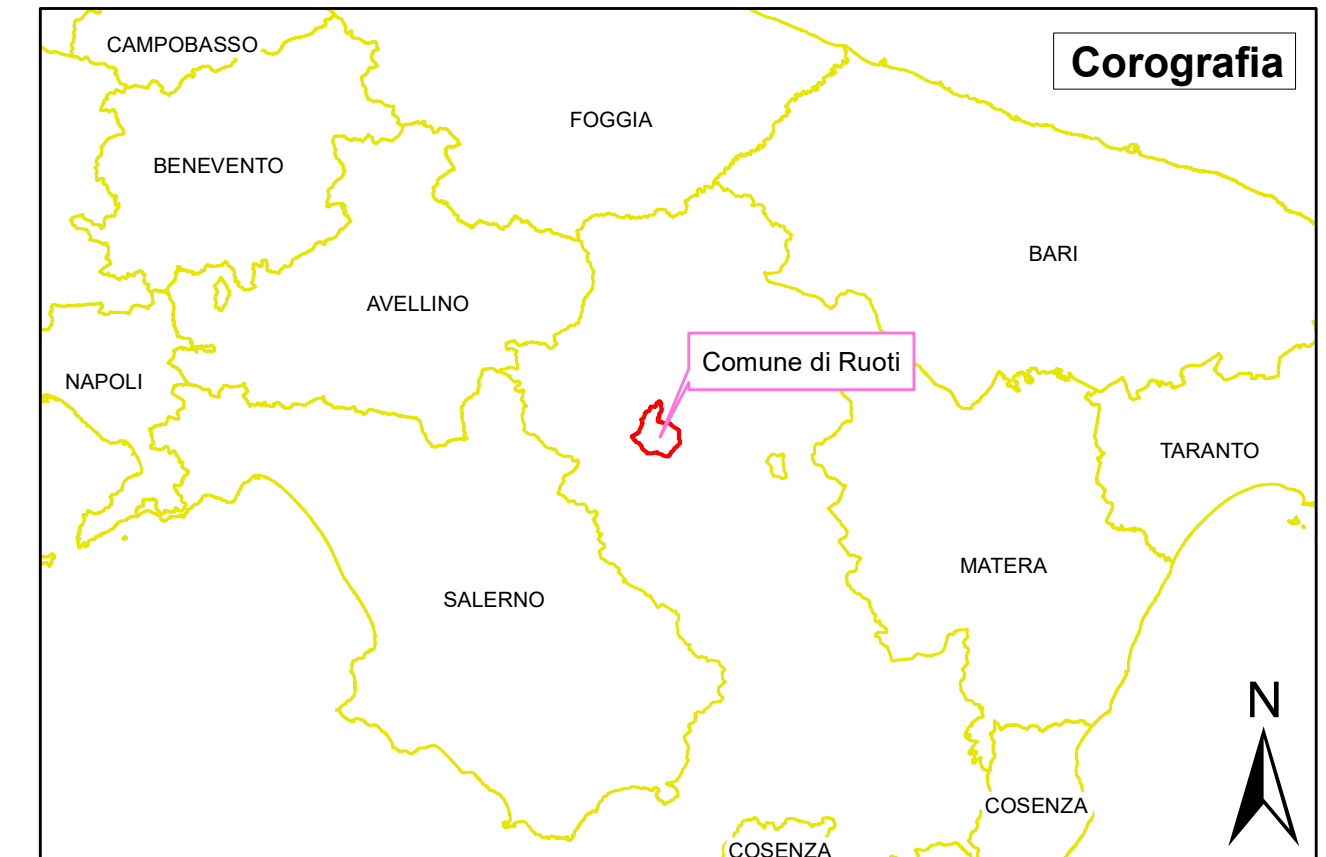 CAMPOBASSO
Corografia
FOGGIA
BENEVENTO
BARI
AVELLINO
Comune di Ruoti
NAPOLI
TARANTO
MATERA
SALERNO
N
COSENZA
COSENZA